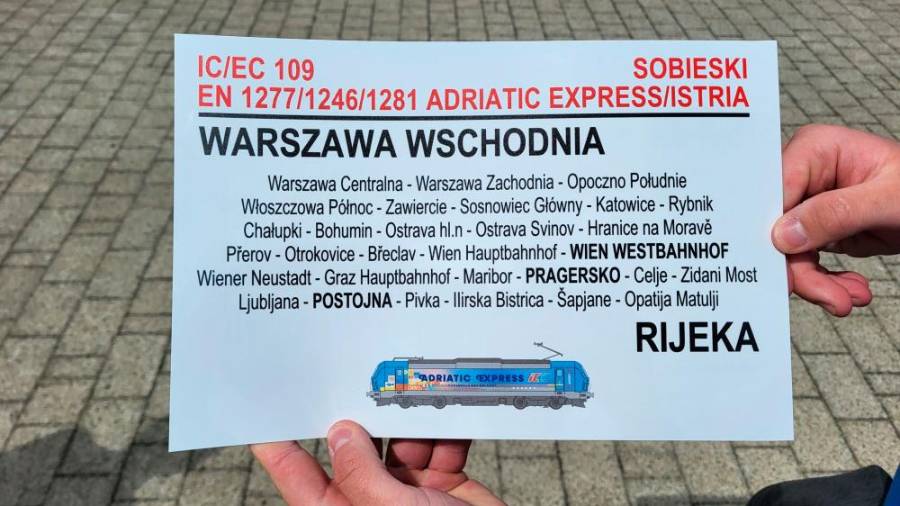 IC/EC 109 SOBIESKI
EN 1277/1246/1281 ADRIATIC EXPRESS/ISTRIA
WARSZAWA WSCHODNIA
Warszawa Centralna - Warszawa Zachodnia - Opoczno Południe
Włoszczowa Północ - Zawiercie - Sosnowiec Główny - Katowice - Rybnik
Chałupki - Bohumin - Ostrava hl.n - Ostrava Svinov - Hranice na Moravě
Přerov - Otrokovice - Břeclav - Wien Hauptbahnhof - WIEN WESTBAHNHOF
Wiener Neustadt - Graz Hauptbahnhof - Maribor - PRAGERSKO - Celje - Zidani Most
Ljubljana - POSTOJNA - Pivka - Ilirska Bistrica - Šapjane - Opatija Matulji
RIJEKA
ADRIATIC EXPRESS IC